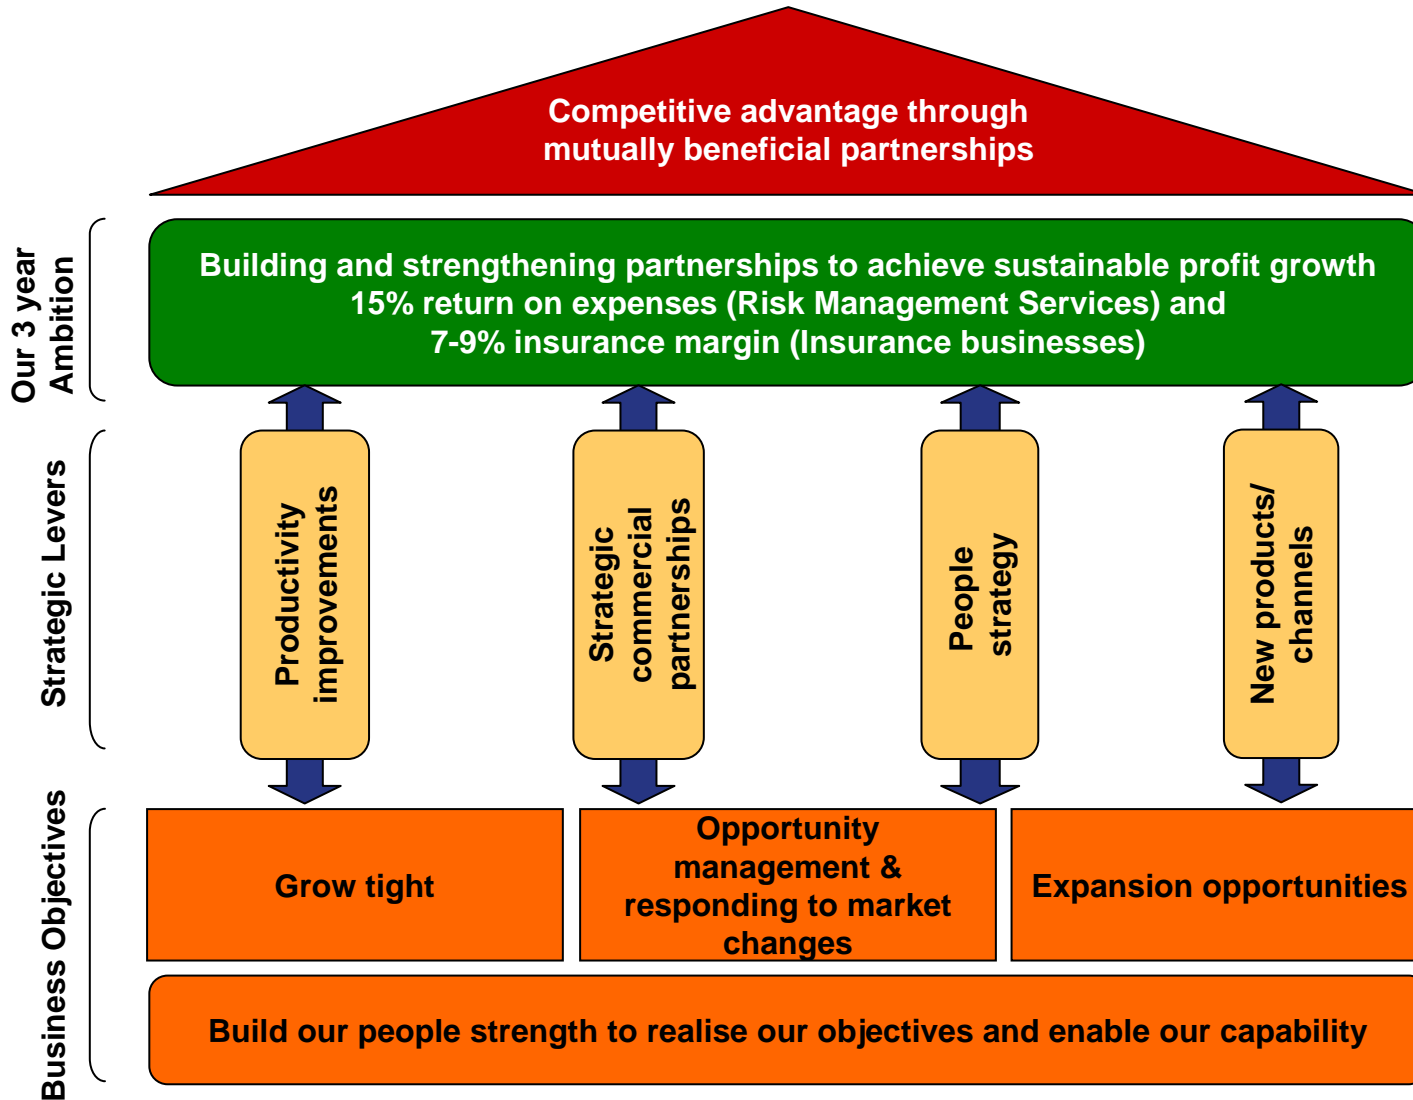 Competitive advantage through
mutually beneficial partnerships
Our 3 year
Ambition
Building and strengthening partnerships to achieve sustainable profit growth
15% return on expenses (Risk Management Services) and
7-9% insurance margin (Insurance businesses)
Strategic Levers
Productivity
improvements
Strategic
commercial
partnerships
People
strategy
New products/
channels
Business Objectives
Grow tight
Opportunity
management &
responding to market
changes
Expansion opportunities
Build our people strength to realise our objectives and enable our capability